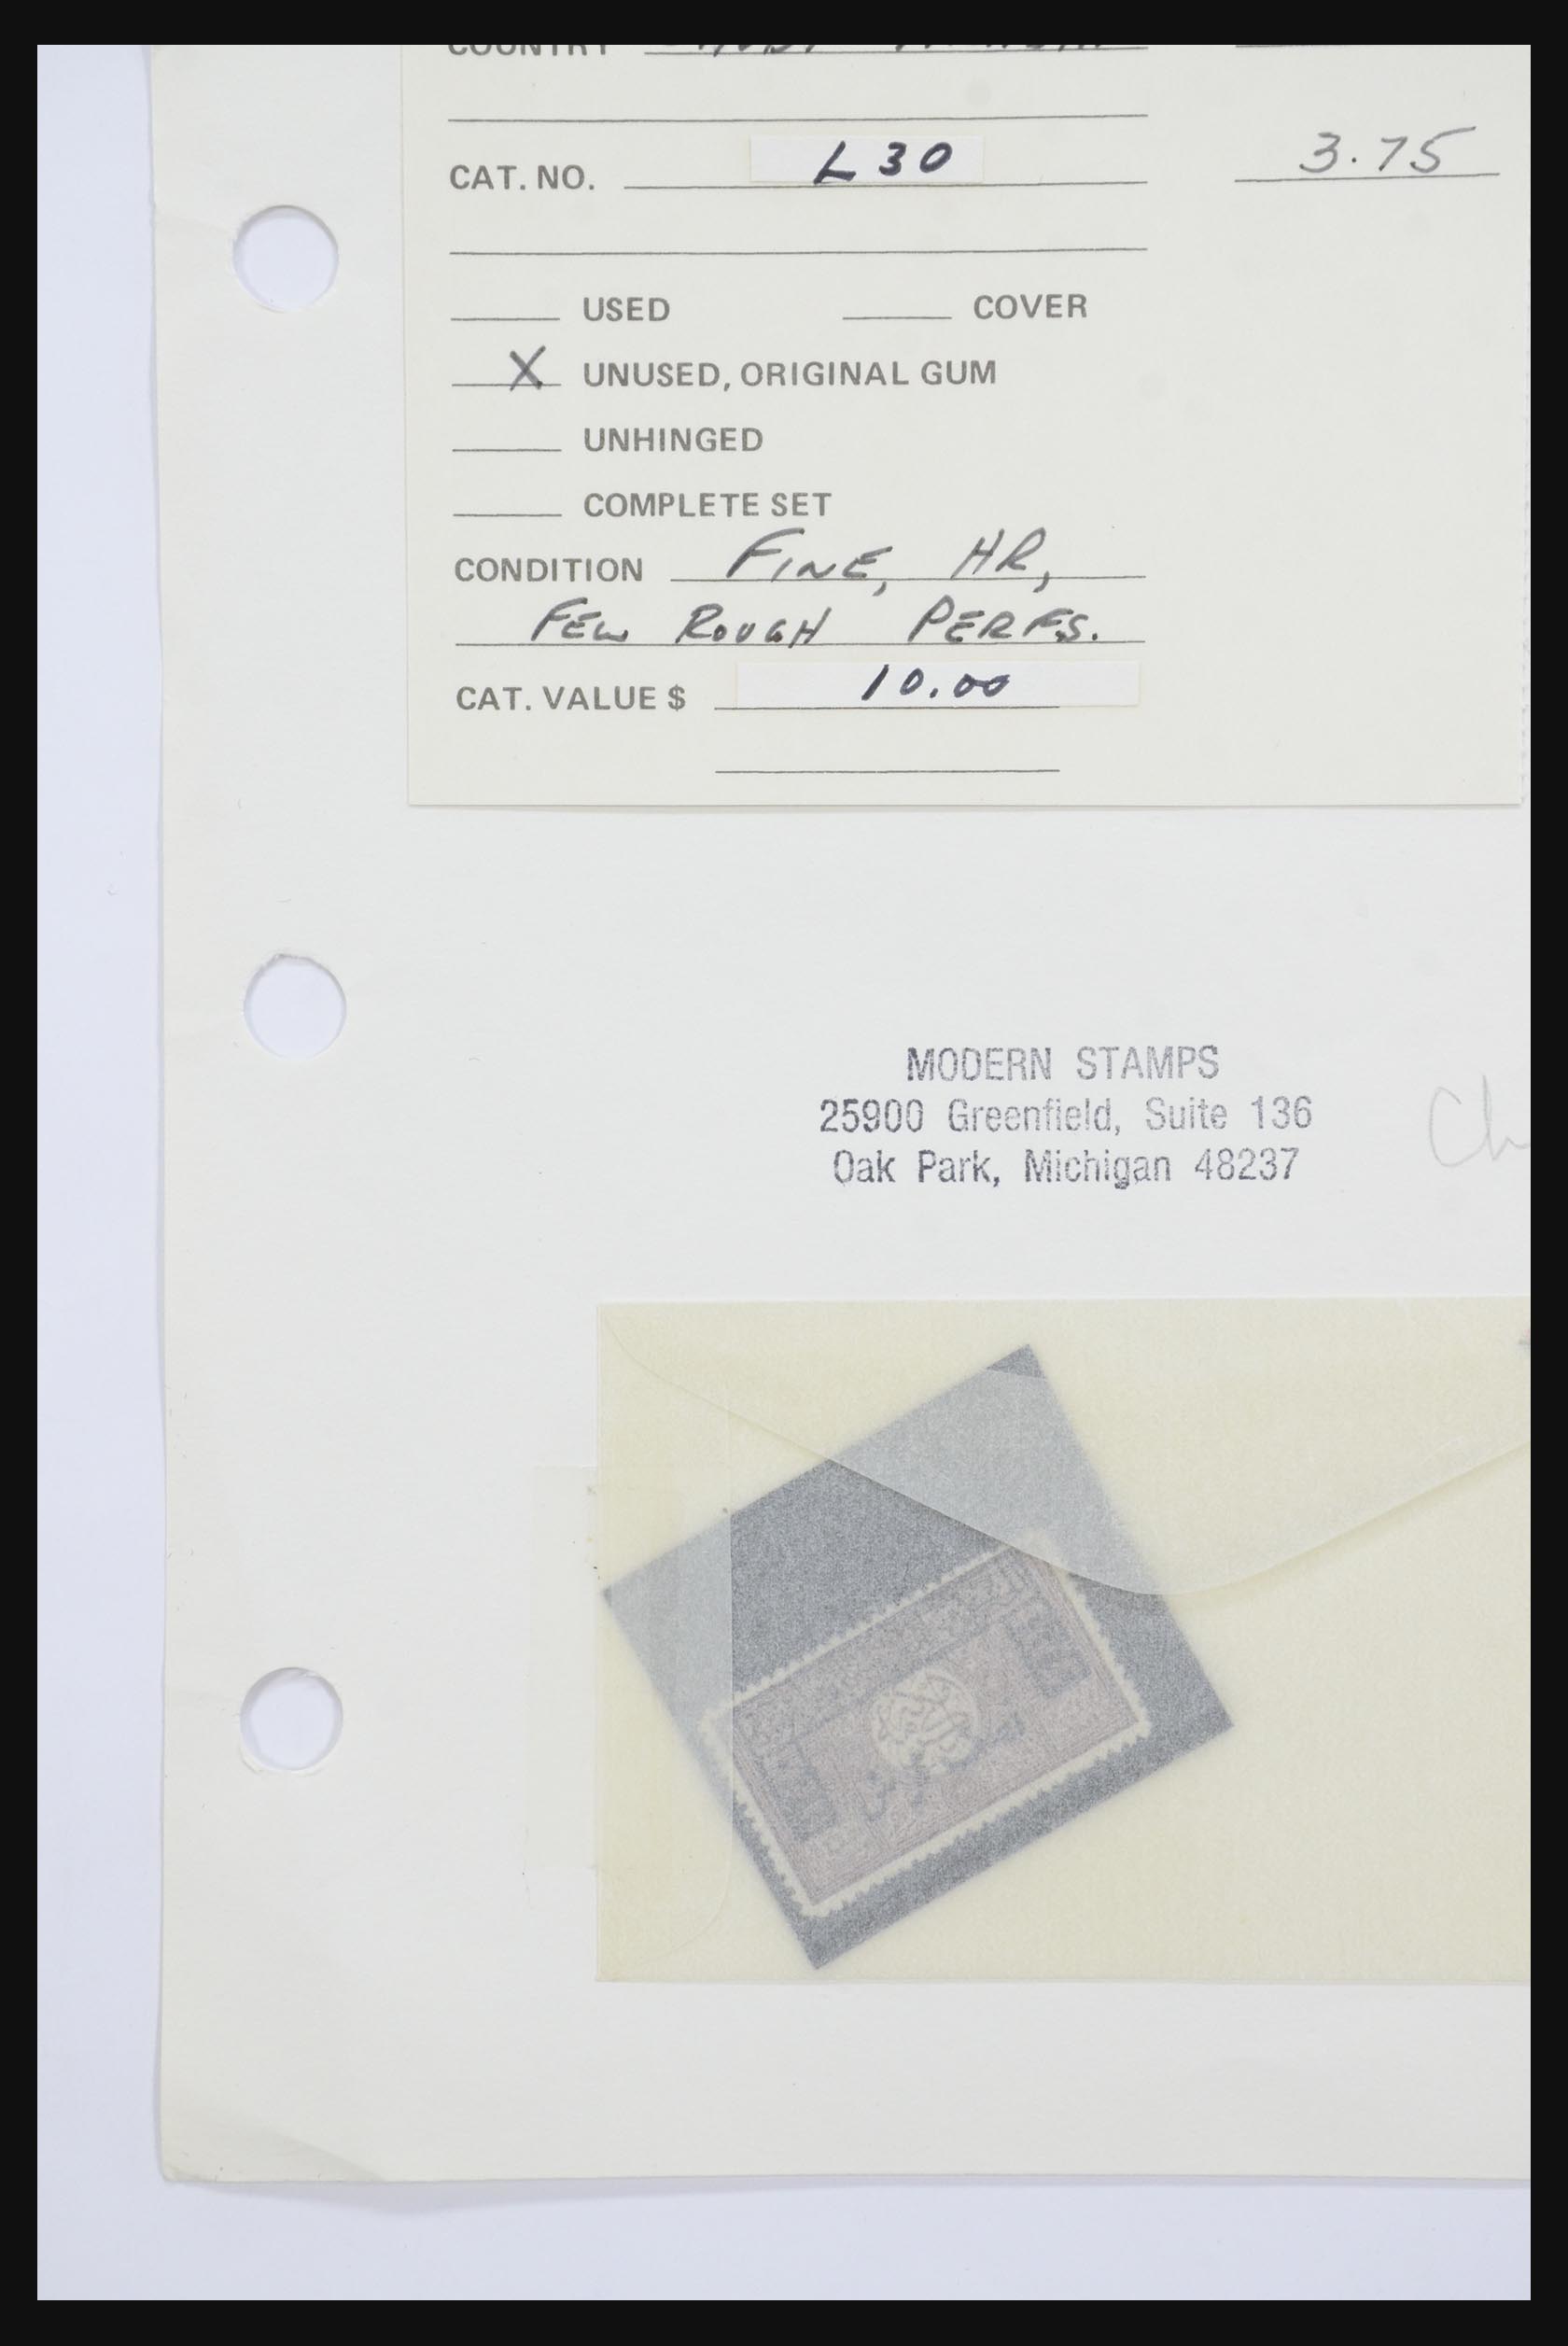 COUNTRY
CAT. NO. L30 3.75
USED COVER
X UNUSED, ORIGINAL GUM
UNHINGED
COMPLETE SET
CONDITION FINE, HR,
FEW ROUGH PERFS.
CAT. VALUE $ 10.00
MODERN STAMPS
25900 Greenfield, Suite 136
Oak Park, Michigan 48237